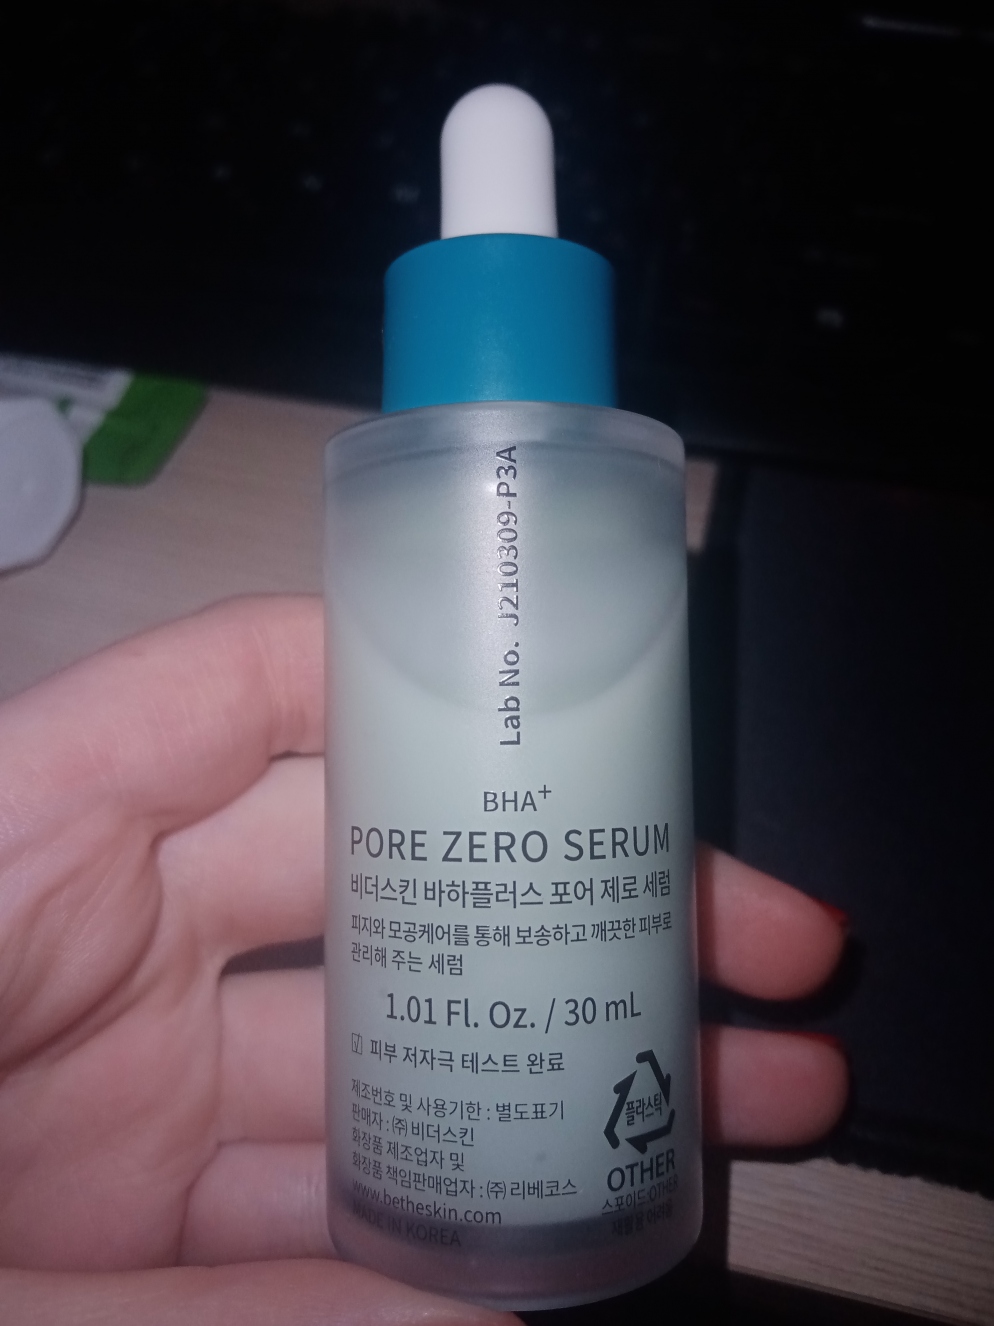 Lab No. J210309-P3A
BHA+
PORE ZERO SERUM
비더스킨 바하플러스 포어 제로 세럼
피지와 모공케어를 통해 보송하고 깨끗한 피부로
관리해 주는 세럼
1.01 Fl. Oz. / 30 mL
피부 저자극 테스트 완료
제조번호 및 사용기한 : 별도표기
판매자 : ㈜ 비더스킨
화장품 제조업자 및
화장품 책임판매업자 : ㈜ 리베코스
www.betheskin.com
MADE IN KOREA
플라스틱
OTHER
스포이드:OTHER
재활용 어려움